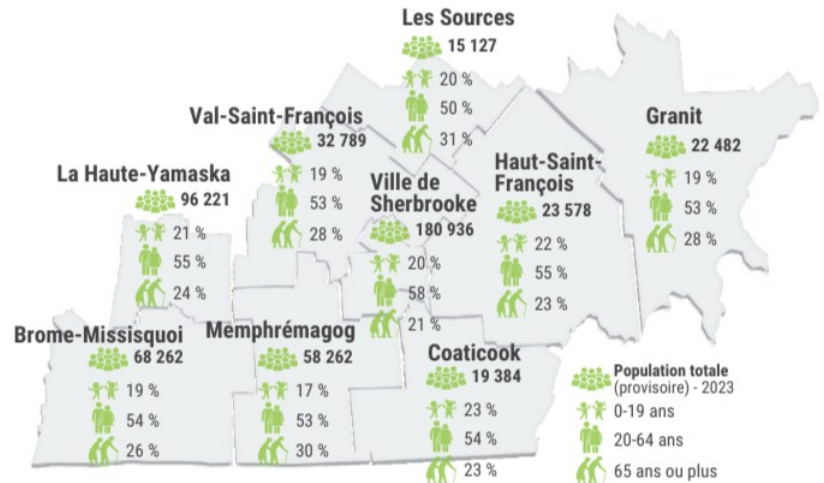 Les Sources
15 127
20 %
50 %
31 %
Val-Saint-François
32 789
19 %
53 %
28 %
Granit
22 482
19 %
53 %
28 %
La Haute-Yamaska
96 221
21 %
55 %
24 %
Ville de
Sherbrooke
180 936
20 %
58 %
21 %
Haut-Saint-
François
23 578
22 %
55 %
23 %
Brome-Missisquoi
68 262
19 %
54 %
26 %
Memphrémagog
58 262
17 %
53 %
30 %
Coaticook
19 384
23 %
54 %
23 %
Population totale
(provisoire) - 2023
0-19 ans
20-64 ans
65 ans ou plus